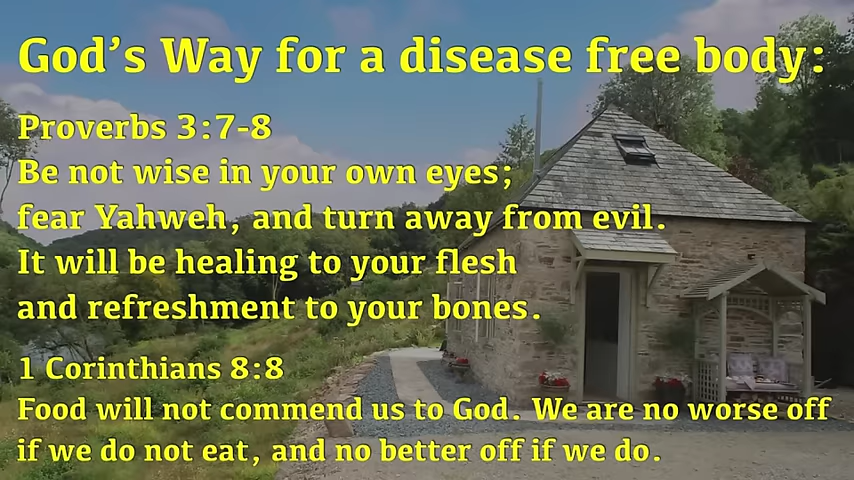 God’s Way for a disease free body:
Proverbs 3:7-8
Be not wise in your own eyes;
fear Yahweh, and turn away from evil.
It will be healing to your flesh
and refreshment to your bones.
1 Corinthians 8:8
Food will not commend us to God. We are no worse off
if we do not eat, and no better off if we do.